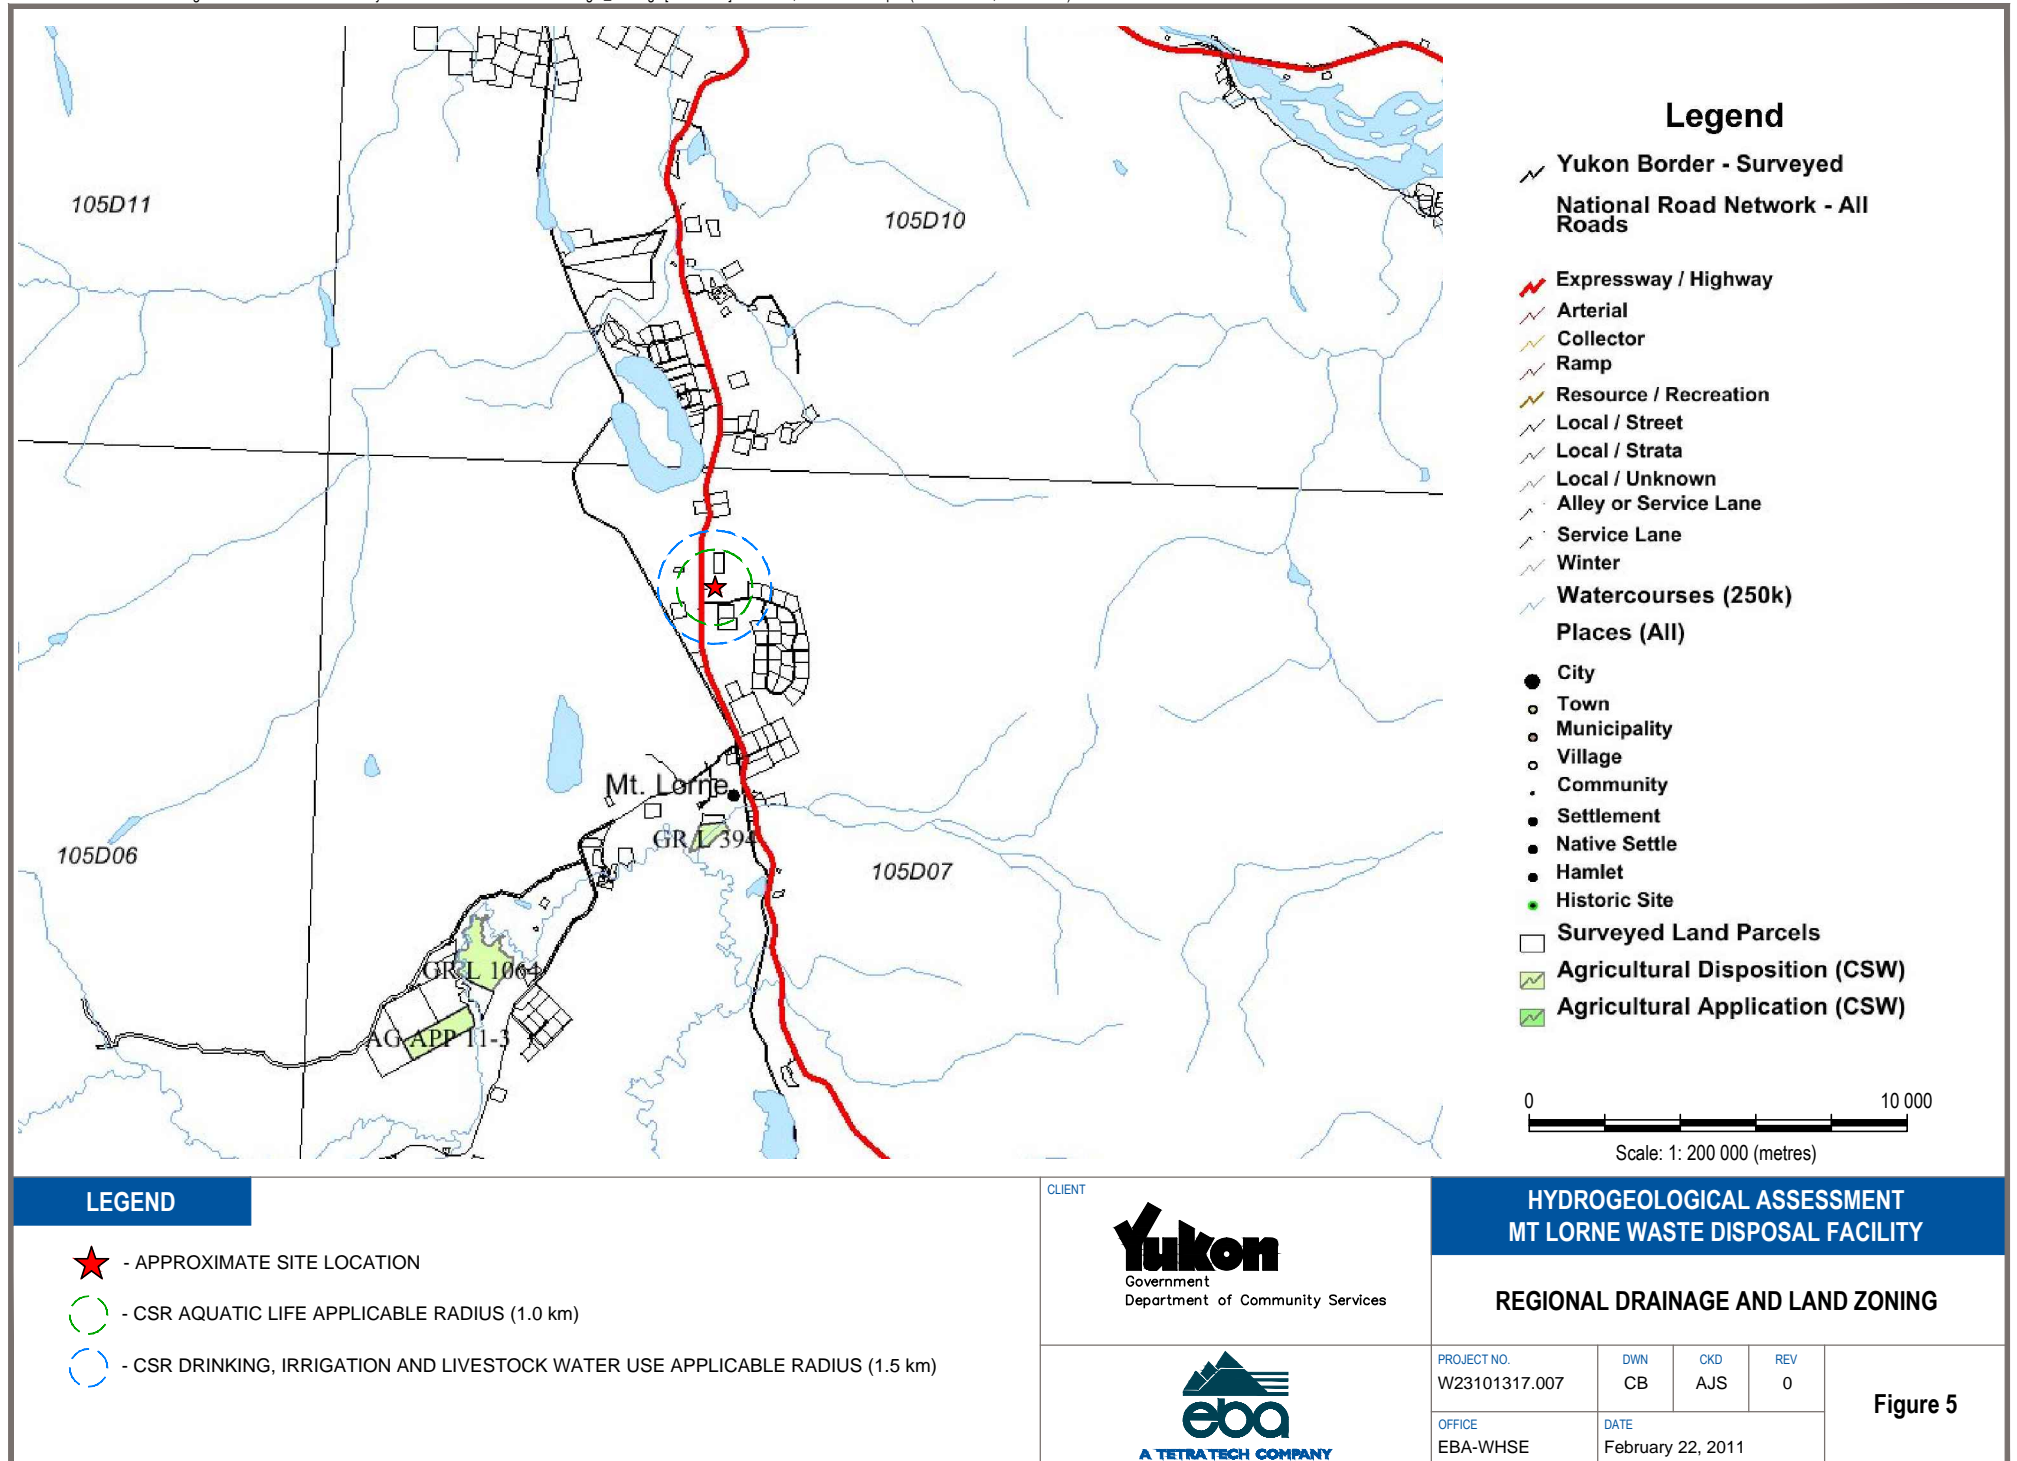 105D11
105D10
Mt. Lorne
GR L 394
105D06
105D07
GR L 1064
AG APP 11-3
Legend
Yukon Border - Surveyed
National Road Network - All
Roads
Expressway / Highway
Arterial
Collector
Ramp
Resource / Recreation
Local / Street
Local / Strata
Local / Unknown
Alley or Service Lane
Service Lane
Winter
Watercourses (250k)
Places (All)
City
Town
Municipality
Village
Community
Settlement
Native Settle
Hamlet
Historic Site
Surveyed Land Parcels
Agricultural Disposition (CSW)
Agricultural Application (CSW)
0 10 000
Scale: 1: 200 000 (metres)
LEGEND
- APPROXIMATE SITE LOCATION
- CSR AQUATIC LIFE APPLICABLE RADIUS (1.0 km)
- CSR DRINKING, IRRIGATION AND LIVESTOCK WATER USE APPLICABLE RADIUS (1.5 km)
CLIENT
Yukon
Government
Department of Community Services
eba
A TETRA TECH COMPANY
HYDROGEOLOGICAL ASSESSMENT
MT LORNE WASTE DISPOSAL FACILITY
REGIONAL DRAINAGE AND LAND ZONING
PROJECT NO.
W23101317.007
DWN
CB
CKD
AJS
REV
0
OFFICE
EBA-WHSE
DATE
February 22, 2011
Figure 5